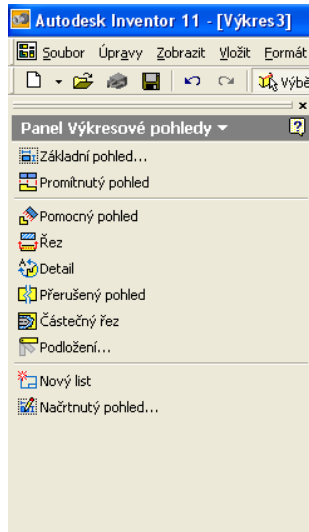 Autodesk Inventor 11 - [Výkres3]
Soubor Úpravy Zobrazit Vložit Formát
Výbě
Panel Výkresové pohledy
Základní pohled...
Promítnutý pohled
Pomocný pohled
Řez
Detail
Přerušený pohled
Částečný řez
Podložení...
Nový list
Načrtnutý pohled...